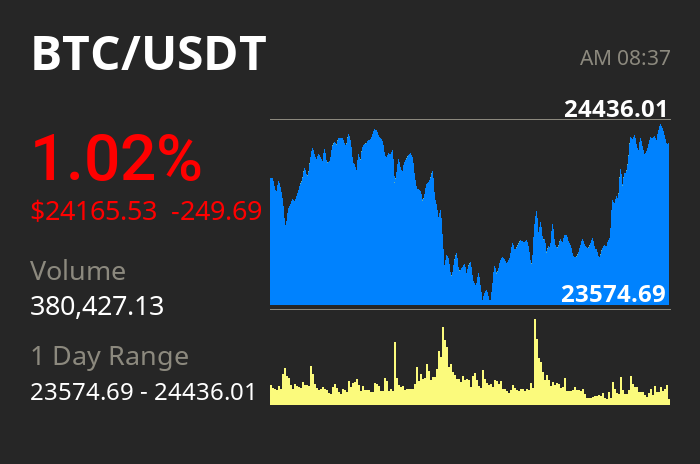 BTC/USDT
AM 08:37
24436.01
1.02%
$24165.53 -249.69
Volume
380,427.13
23574.69
1 Day Range
23574.69 - 24436.01